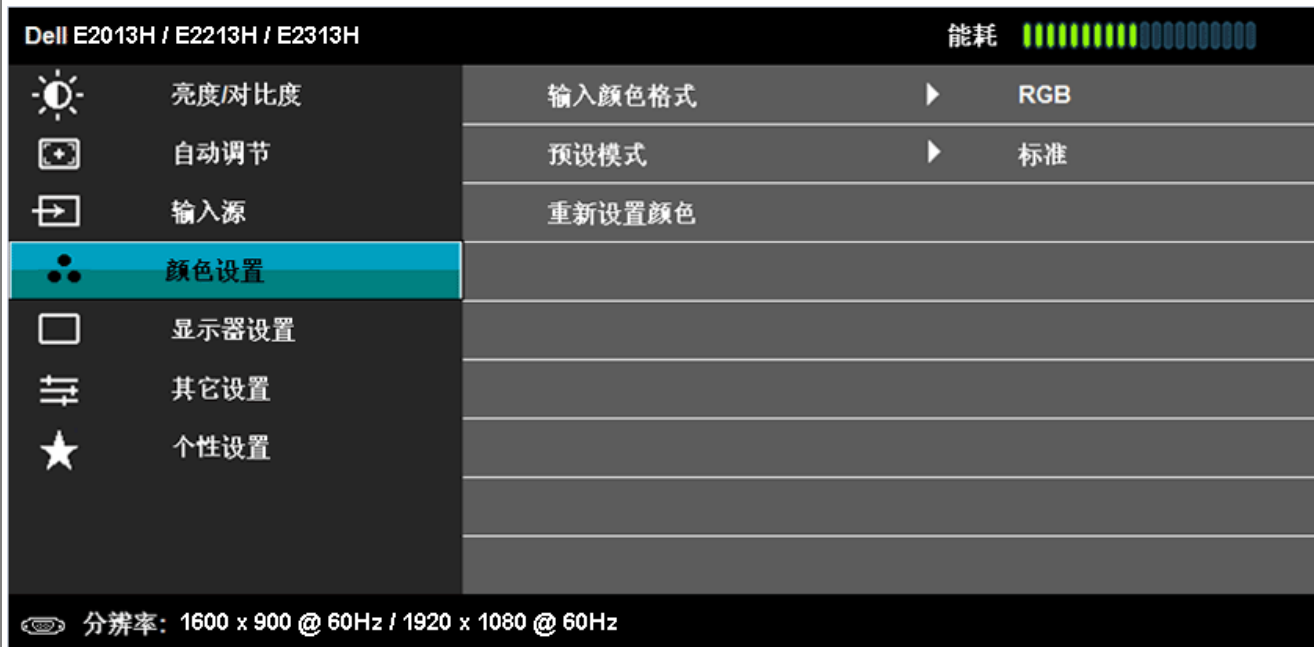 Dell E2013H / E2213H / E2313H 能耗
亮度/对比度 输入颜色格式 RGB
自动调节 预设模式 标准
输入源 重新设置颜色
颜色设置
显示器设置
其它设置
个性设置
分辨率: 1600 x 900 @ 60Hz / 1920 x 1080 @ 60Hz